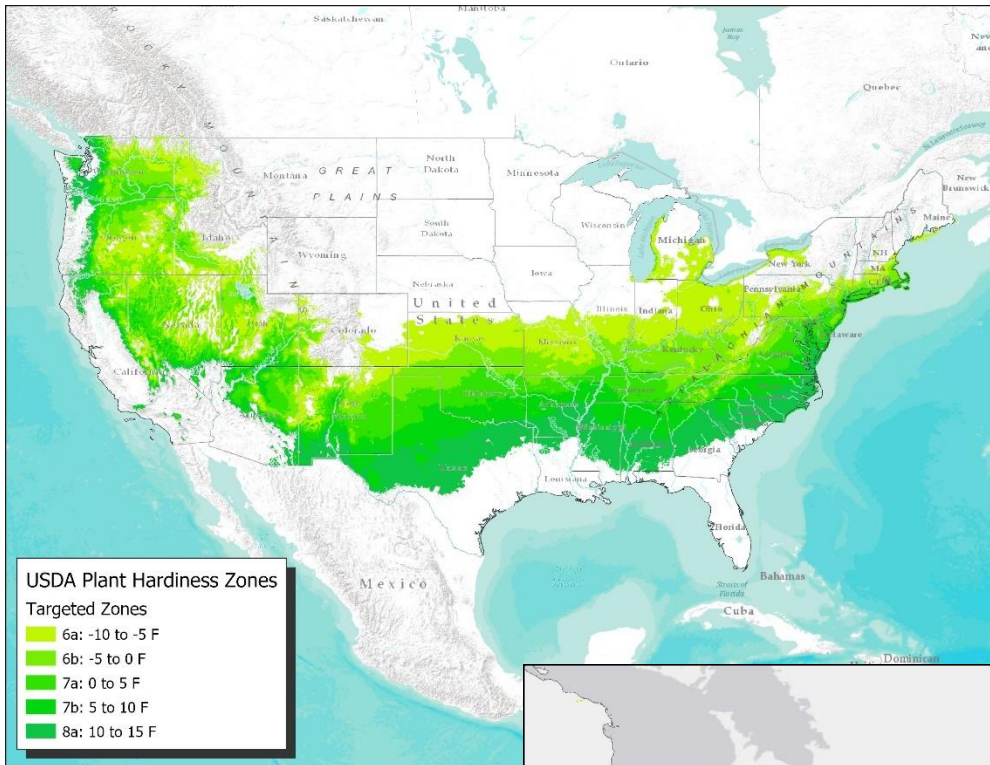 Manitoba
Saskatchewan
James
Bay
Ontario
Quebec
St Lawrence Seaway
New
Brunswick
Maine
NH
MA
Montana
GREAT
PLAINS
North
Dakota
Minnesota
South
Dakota
Wisconsin
Michigan
New York
Pennsylvania
Oregon
Idaho
Wyoming
Iowa
Nebraska
United
States
Illinois
Indiana
Ohio
Nevada
Utah
Colorado
Kansas
Missouri
Kentucky
California
Texas
Louisiana
Georgia
Florida
Mexico
Straits of
Florida
Bahamas
Cuba
Dominican
USDA Plant Hardiness Zones
Targeted Zones
6a: -10 to -5 F
6b: -5 to 0 F
7a: 0 to 5 F
7b: 5 to 10 F
8a: 10 to 15 F